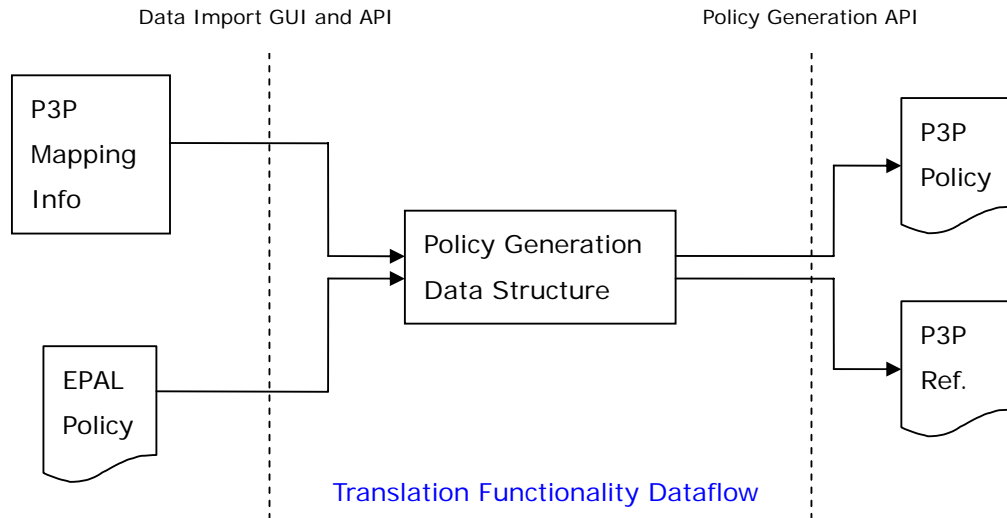 Data Import GUI and API
Policy Generation API
P3P
Mapping
Info
P3P
Policy
Policy Generation
Data Structure
EPAL
Policy
P3P
Ref.
Translation Functionality Dataflow